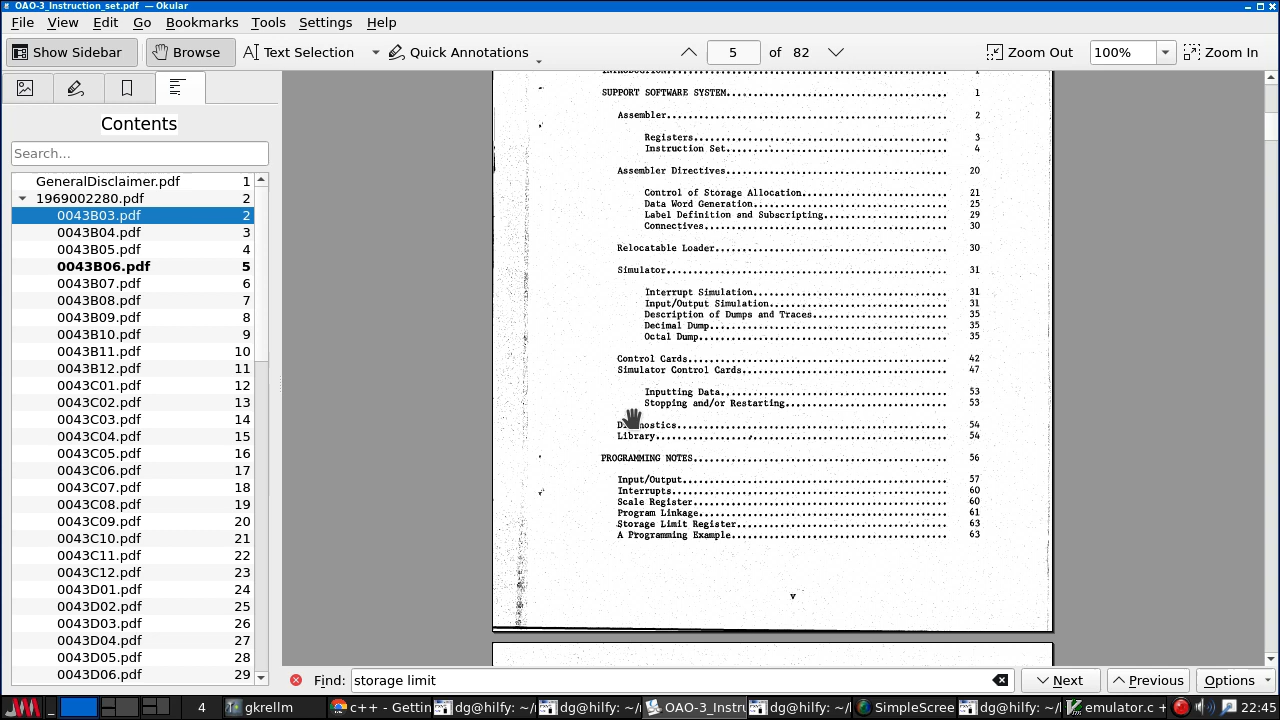 OAO-3_Instruction_set.pdf — Okular
File View Edit Go Bookmarks Tools Settings Help
Show Sidebar Browse Text Selection Quick Annotations 5 of 82 Zoom Out 100% Zoom In
Contents
Search...
GeneralDisclaimer.pdf 1
1969002280.pdf 2
0043B03.pdf 2
0043B04.pdf 3
0043B05.pdf 4
0043B06.pdf 5
0043B07.pdf 6
0043B08.pdf 7
0043B09.pdf 8
0043B10.pdf 9
0043B11.pdf 10
0043B12.pdf 11
0043C01.pdf 12
0043C02.pdf 13
0043C03.pdf 14
0043C04.pdf 15
0043C05.pdf 16
0043C06.pdf 17
0043C07.pdf 18
0043C08.pdf 19
0043C09.pdf 20
0043C10.pdf 21
0043C11.pdf 22
0043C12.pdf 23
0043D01.pdf 24
0043D02.pdf 25
0043D03.pdf 26
0043D04.pdf 27
0043D05.pdf 28
0043D06.pdf 29
SUPPORT SOFTWARE SYSTEM 1
Assembler 2
Registers 3
Instruction Set 4
Assembler Directives 20
Control of Storage Allocation 21
Data Word Generation 25
Label Definition and Subscripting 29
Connectives 30
Relocatable Loader 30
Simulator 31
Interrupt Simulation 31
Input/Output Simulation 31
Description of Dumps and Traces 35
Decimal Dump 35
Octal Dump 35
Control Cards 42
Simulator Control Cards 47
Inputting Data 53
Stopping and/or Restarting 53
54
Library 54
PROGRAMMING NOTES 56
Input/Output 57
Interrupts 60
Scale Register 60
Program Linkage 61
Storage Limit Register 63
A Programming Example 63
v
Find: storage limit Next Previous Options
4 gkrellm c++ - Gettin dg@hilfy: ~/ dg@hilfy: ~/ OAO-3_Instru dg@hilfy: ~/ SimpleScree dg@hilfy: ~/ emulator.c + 22:45